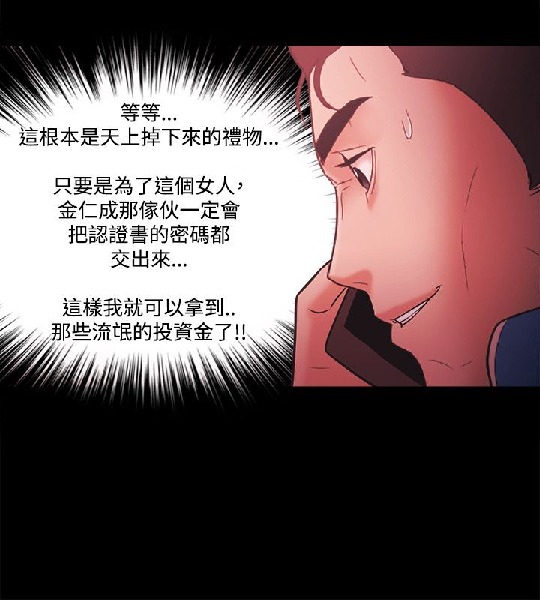 等等...
這根本是天上掉下來的禮物...
只要是為了這個女人,
金仁成那傢伙一定會
把認證書的密碼都
交出來...
這樣我就可以拿到..
那些流氓的投資金了!!